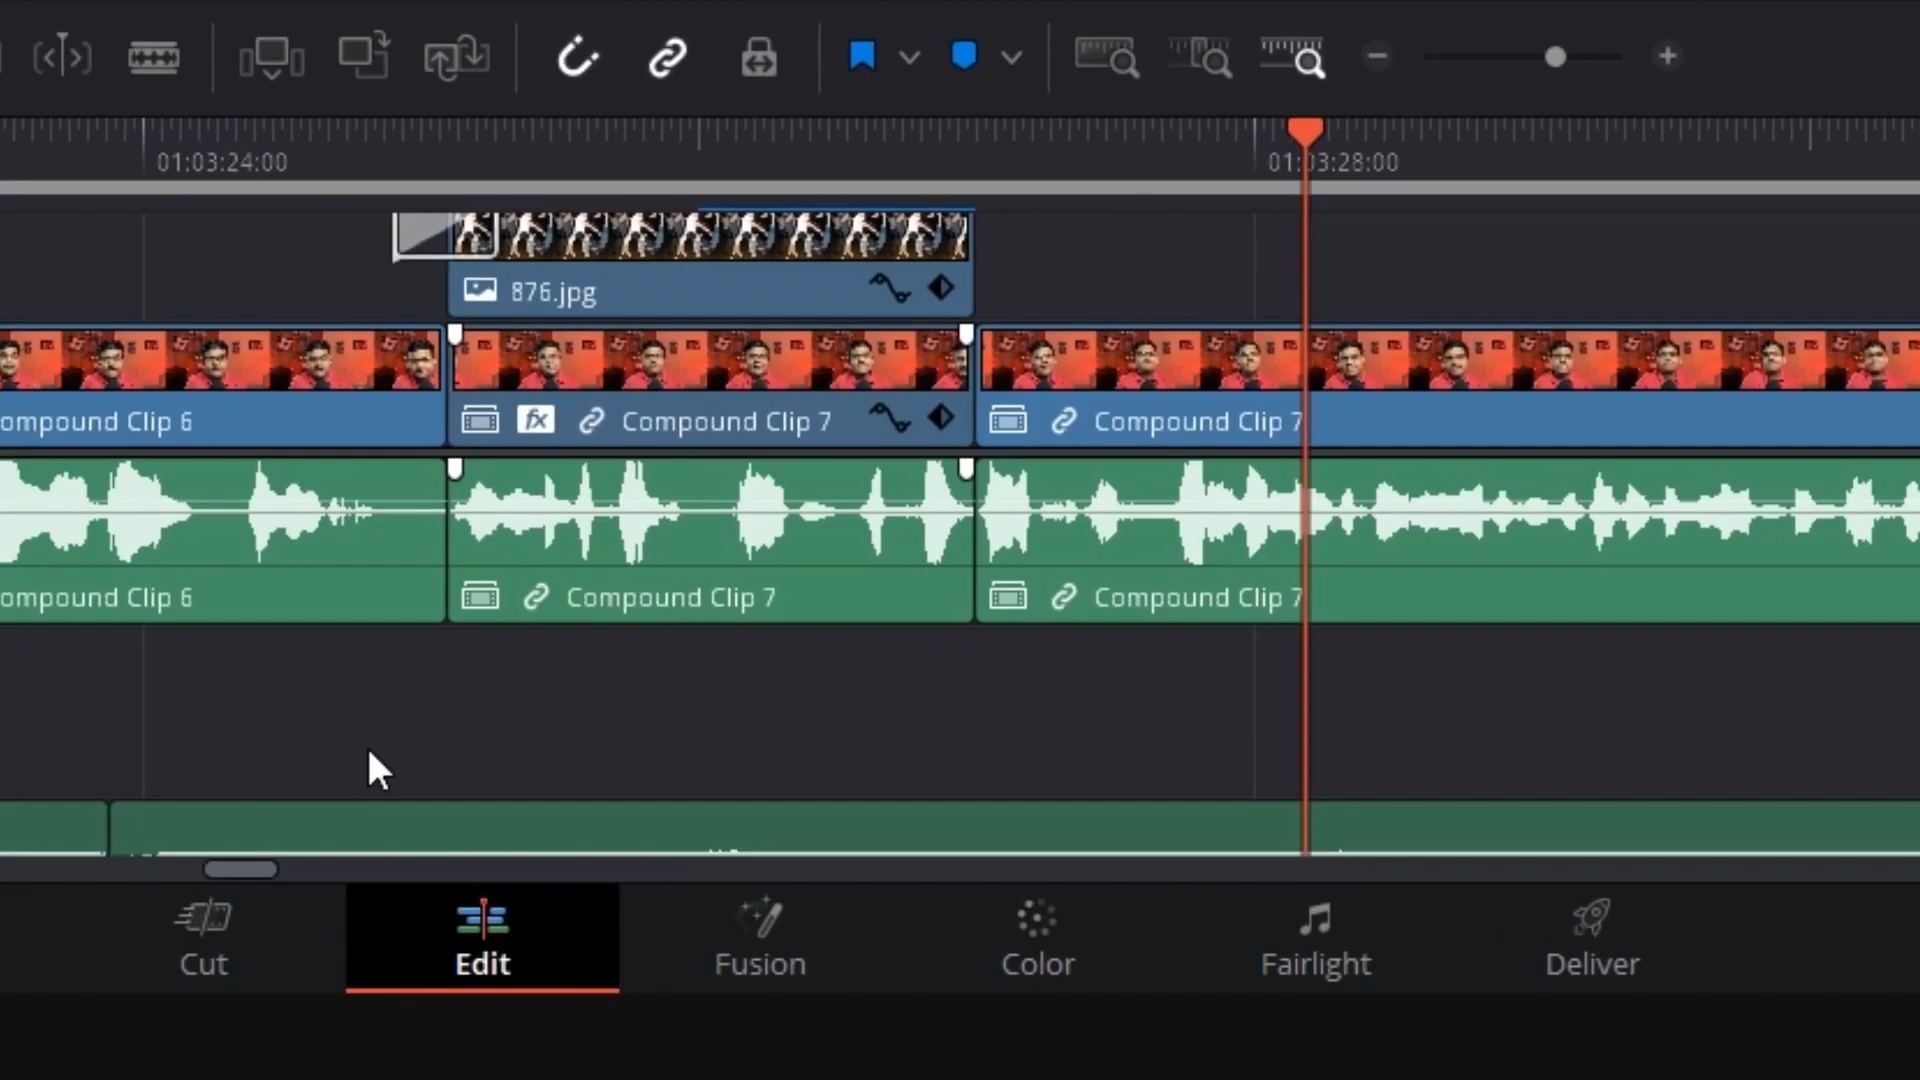 01:03:24:00
01:03:28:00
876.jpg
ompound Clip 6
fx Compound Clip 7
Compound Clip 7
ompound Clip 6
Compound Clip 7
Compound Clip 7
Cut
Edit
Fusion
Color
Fairlight
Deliver